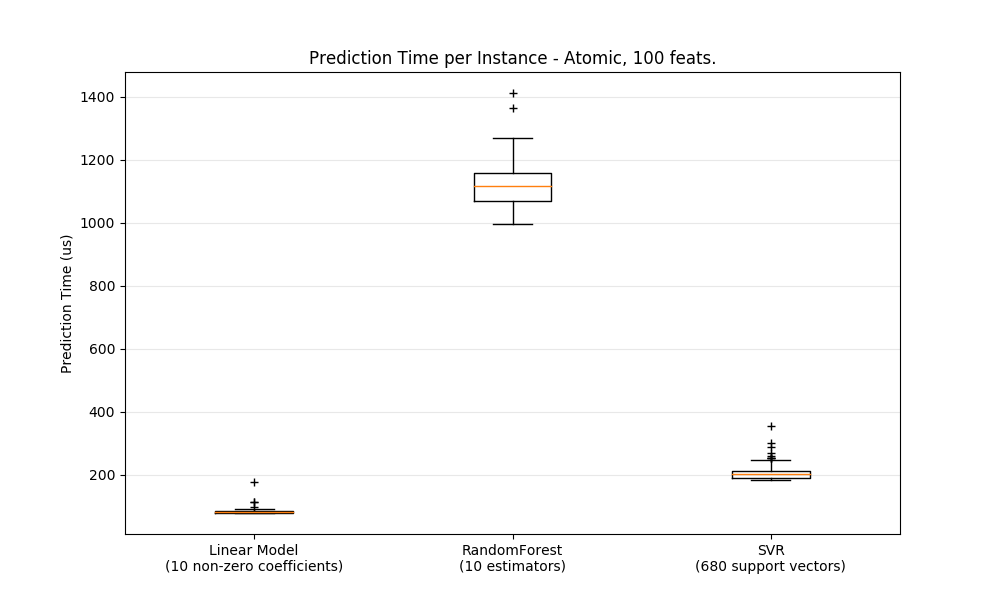 Prediction Time per Instance - Atomic, 100 feats.
Prediction Time (us)
1400
1200
1000
800
600
400
200
Linear Model
(10 non-zero coefficients)
RandomForest
(10 estimators)
SVR
(680 support vectors)